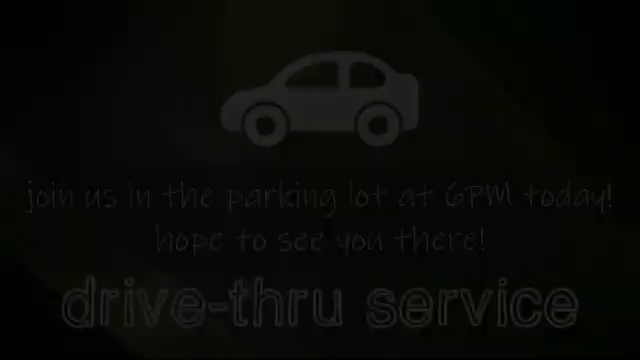 join us in the parking lot at 6PM today!
hope to see you there!
drive-thru service